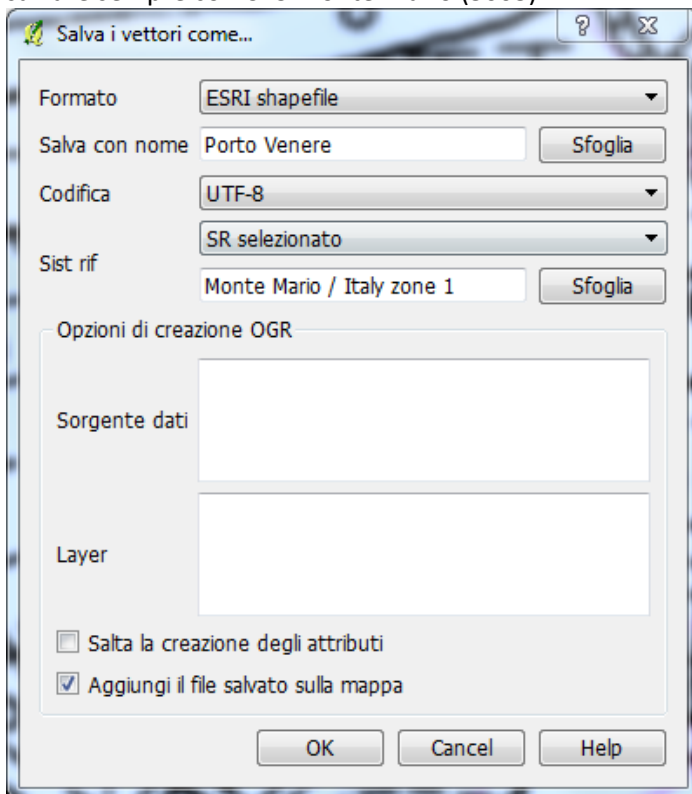 Salva i vettori come...
Formato ESRI shapefile
Salva con nome Porto Venere Sfoglia
Codifica UTF-8
SR selezionato
Sist rif
Monte Mario / Italy zone 1 Sfoglia
Opzioni di creazione OGR
Sorgente dati
Layer
Salta la creazione degli attributi
Aggiungi il file salvato sulla mappa
OK Cancel Help